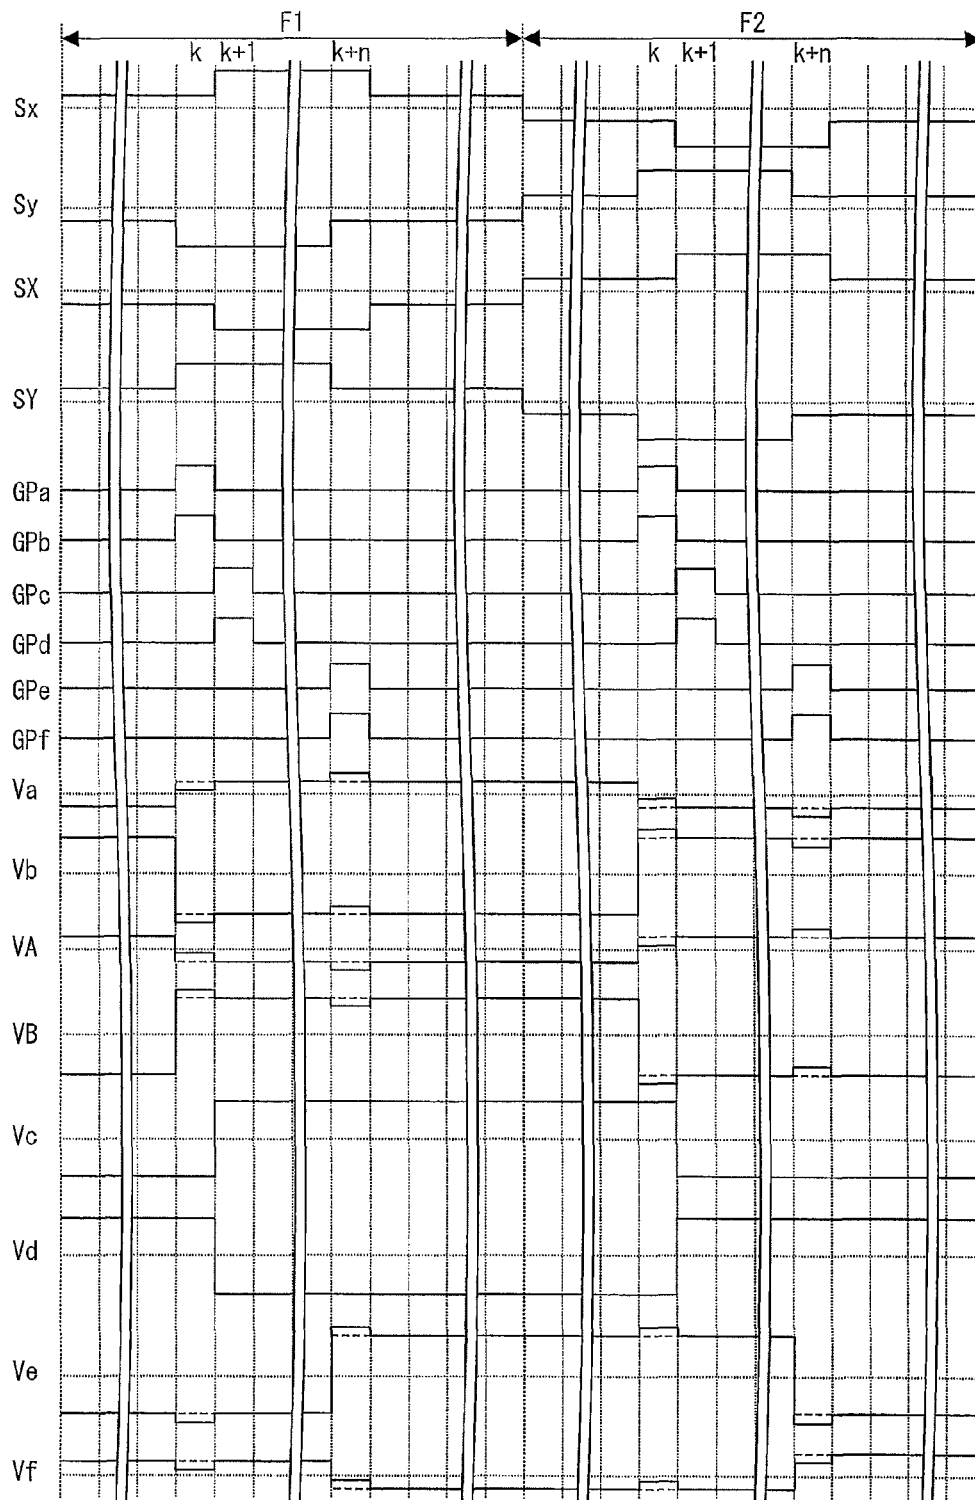 F1 F2
k k+1 k+n k k+1 k+n
Sx
Sy
SX
SY
GPa
GPb
GPc
GPd
GPe
GPf
Va
Vb
VA
VB
Vc
Vd
Ve
Vf